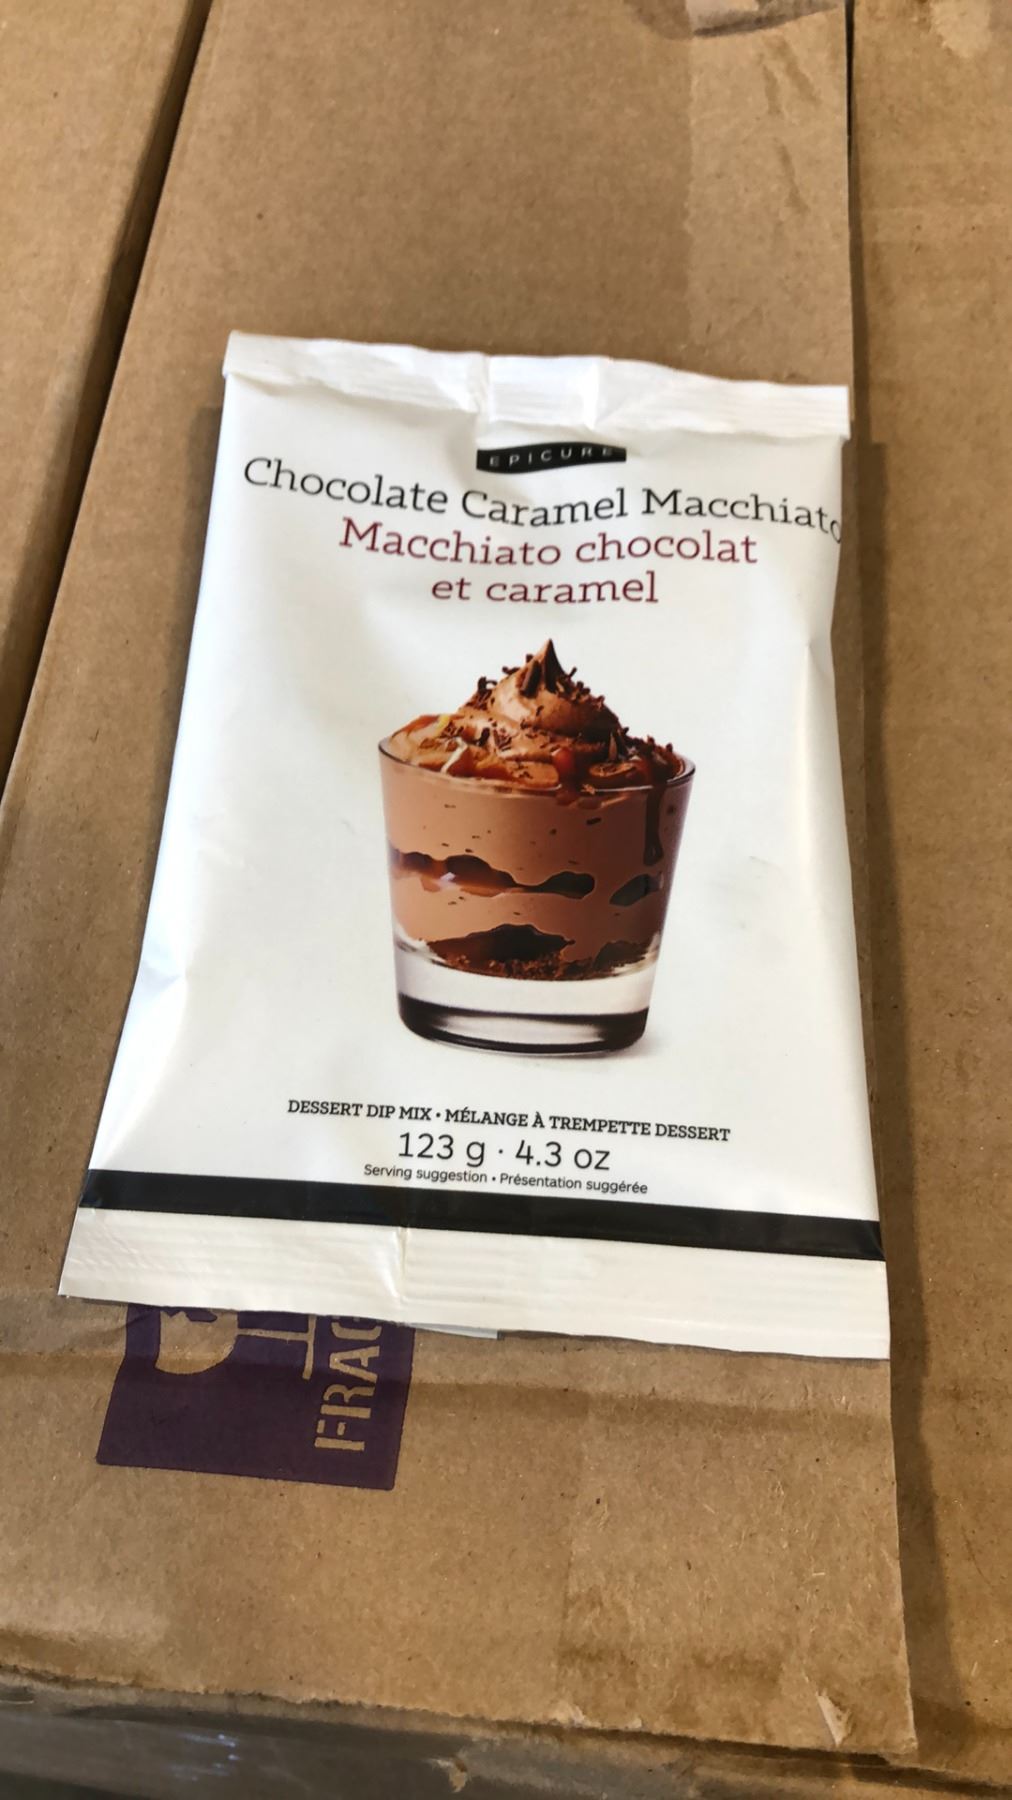 EPICURE
Chocolate Caramel Macchiato
Macchiato chocolat
et caramel
DESSERT DIP MIX • MÉLANGE À TREMPETTE DESSERT
123 g · 4.3 oz
Serving suggestion • Présentation suggérée
FRAG